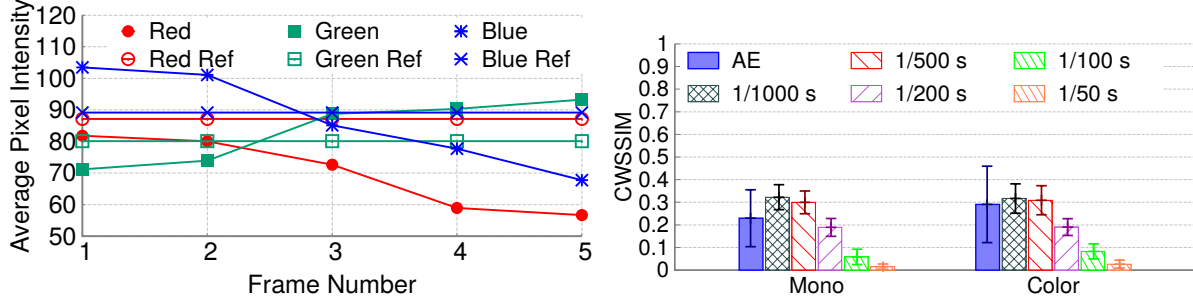 120
110
100
90
80
70
60
50
Average Pixel Intensity
Red Green Blue
Red Ref Green Ref Blue Ref
1 2 3 4 5
Frame Number
1
0.9
0.8
0.7
0.6
0.5
0.4
0.3
0.2
0.1
0
CWSSIM
AE 1/500 s 1/100 s
1/1000 s 1/200 s 1/50 s
Mono Color